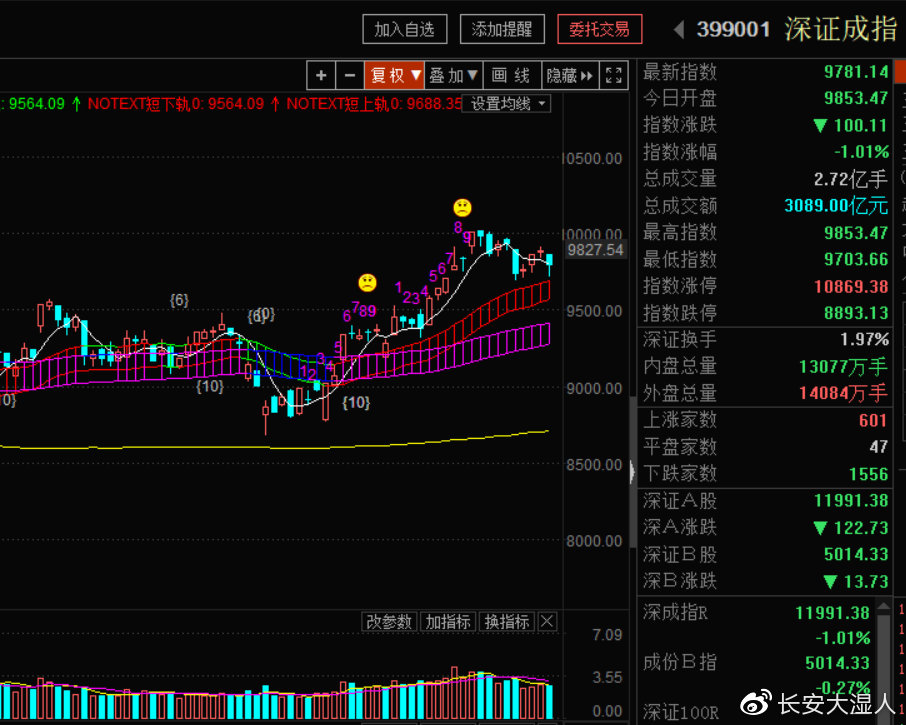 加入自选 添加提醒 委托交易 399001 深证成指
+ − 复权▼ 叠加▼ 画线 隐藏
: 9564.09 ↑ NOTEXT短下轨0: 9564.09 ↑ NOTEXT短上轨0: 9688.35 设置均线
10500.00
10000.00
9827.54
9500.00
9000.00
8500.00
8000.00
8
9
7
6
5
4
3
2
1
6
7
8
9
5
4
3
2
1
{6}
{10}
{10}
0}
改参数 加指标 换指标
7.09
3.55
0.00
最新指数 9781.14
今日开盘 9853.47
指数涨跌 ▼ 100.11
指数涨幅 -1.01%
总成交量 2.72亿手
总成交额 3089.00亿元
最高指数 9853.47
最低指数 9703.66
指数涨停 10869.38
指数跌停 8893.13
深证换手 1.97%
内盘总量 13077万手
外盘总量 14084万手
上涨家数 601
平盘家数 47
下跌家数 1556
深证A股 11991.38
深A涨跌 ▼ 122.73
深证B股 5014.33
深B涨跌 ▼ 13.73
深成指R 11991.38
-1.01%
成份B指 5014.33
-0.27%
深证100R
长安大湿人